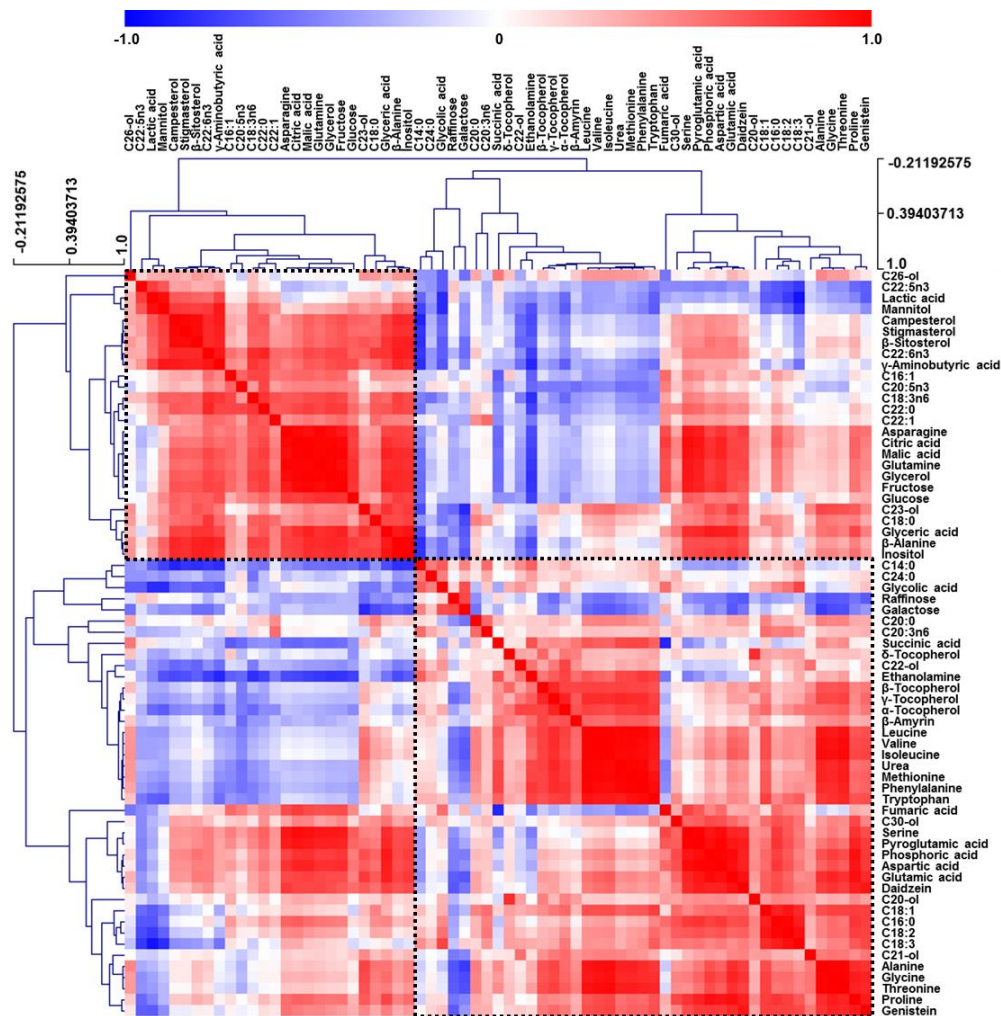 -1.0 0 1.0
C26-ol
C22:5n3
Lactic acid
Mannitol
Campesterol
Stigmasterol
β-Sitosterol
C22:6n3
γ-Aminobutyric acid
C16:1
C20:5n3
C18:3n6
C22:0
C22:1
Asparagine
Citric acid
Malic acid
Glutamine
Glycerol
Fructose
Glucose
C23-ol
C18:0
Glyceric acid
β-Alanine
Inositol
C14:0
C24:0
Glycolic acid
Raffinose
Galactose
C20:0
C20:3n6
Succinic acid
δ-Tocopherol
C22-ol
Ethanolamine
β-Tocopherol
γ-Tocopherol
α-Tocopherol
β-Amyrin
Leucine
Valine
Isoleucine
Urea
Methionine
Phenylalanine
Tryptophan
Fumaric acid
C30-ol
Serine
Pyroglutamic acid
Phosphoric acid
Aspartic acid
Glutamic acid
Daidzein
C20-ol
C18:1
C16:0
C18:2
C18:3
C21-ol
Alanine
Glycine
Threonine
Proline
Genistein
-0.21192575
0.39403713
1.0
-0.21192575
0.39403713
1.0
C26-ol
C22:5n3
Lactic acid
Mannitol
Campesterol
Stigmasterol
β-Sitosterol
C22:6n3
γ-Aminobutyric acid
C16:1
C20:5n3
C18:3n6
C22:0
C22:1
Asparagine
Citric acid
Malic acid
Glutamine
Glycerol
Fructose
Glucose
C23-ol
C18:0
Glyceric acid
β-Alanine
Inositol
C14:0
C24:0
Glycolic acid
Raffinose
Galactose
C20:0
C20:3n6
Succinic acid
δ-Tocopherol
C22-ol
Ethanolamine
β-Tocopherol
γ-Tocopherol
α-Tocopherol
β-Amyrin
Leucine
Valine
Isoleucine
Urea
Methionine
Phenylalanine
Tryptophan
Fumaric acid
C30-ol
Serine
Pyroglutamic acid
Phosphoric acid
Aspartic acid
Glutamic acid
Daidzein
C20-ol
C18:1
C16:0
C18:2
C18:3
C21-ol
Alanine
Glycine
Threonine
Proline
Genistein